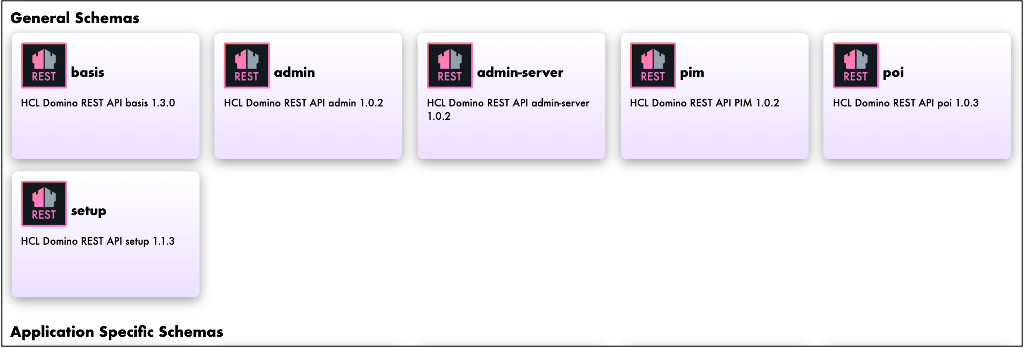 General Schemas
REST basis
HCL Domino REST API basis 1.3.0
REST admin
HCL Domino REST API admin 1.0.2
REST admin-server
HCL Domino REST API admin-server
1.0.2
REST pim
HCL Domino REST API PIM 1.0.2
REST poi
HCL Domino REST API poi 1.0.3
REST setup
HCL Domino REST API setup 1.1.3
Application Specific Schemas